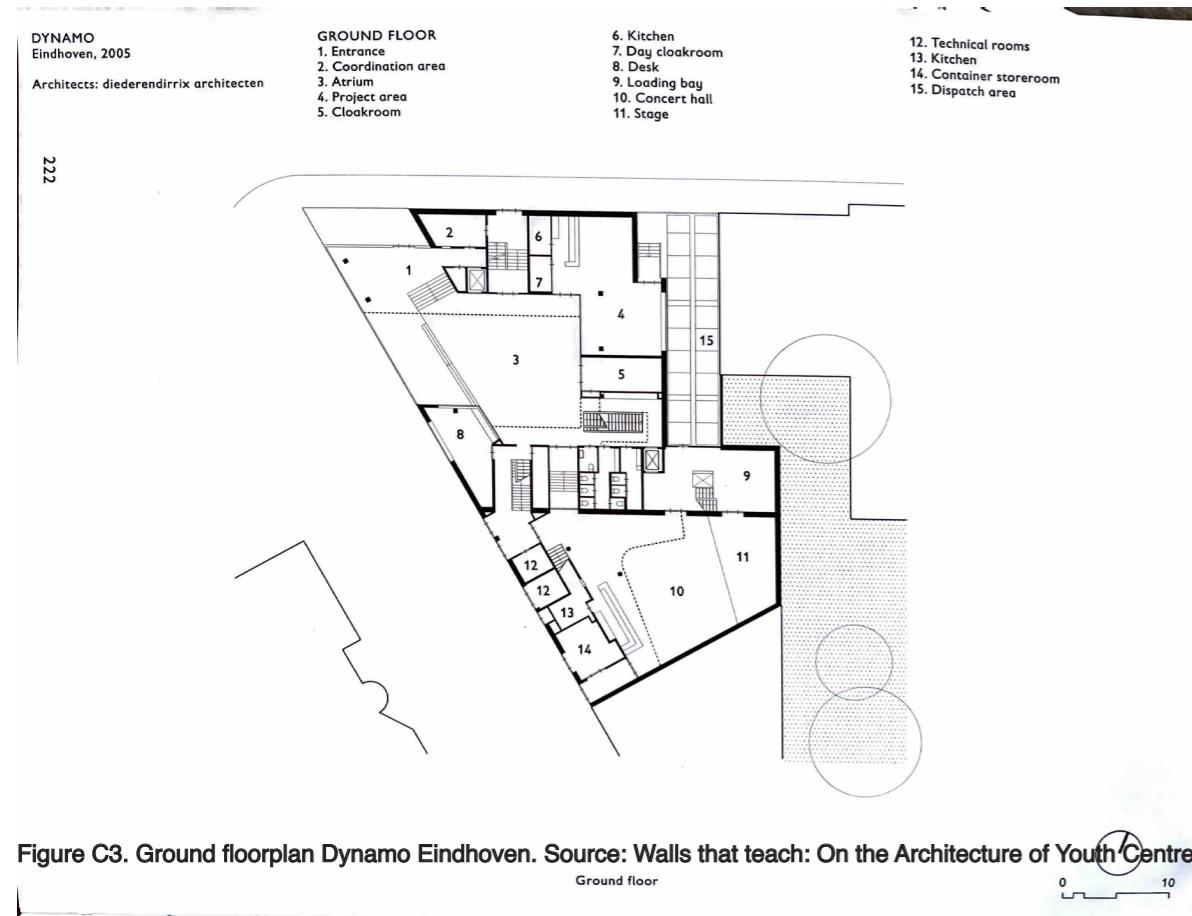 DYNAMO
Eindhoven, 2005
Architects: diederendirrix architecten
GROUND FLOOR
1. Entrance
2. Coordination area
3. Atrium
4. Project area
5. Cloakroom
6. Kitchen
7. Day cloakroom
8. Desk
9. Loading bay
10. Concert hall
11. Stage
12. Technical rooms
13. Kitchen
14. Container storeroom
15. Dispatch area
222
2
6
1
7
4
15
3
5
8
9
11
12
10
12
13
14
Figure C3. Ground floorplan Dynamo Eindhoven. Source: Walls that teach: On the Architecture of Youth Centre
Ground floor
0 10